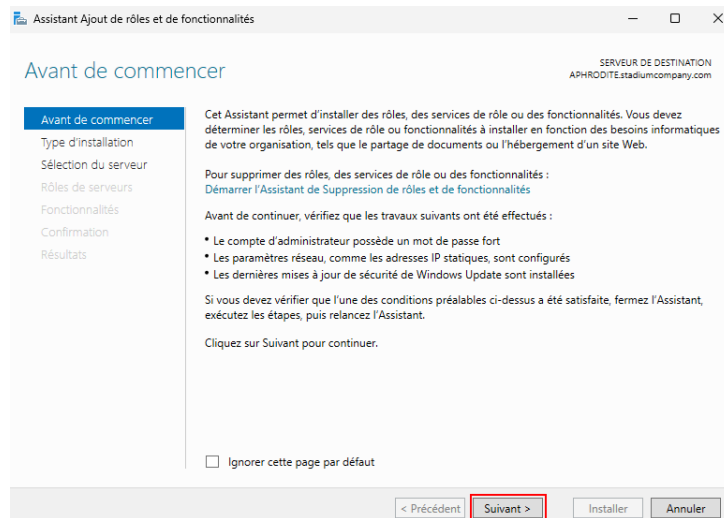 Assistant Ajout de rôles et de fonctionnalités
Avant de commencer
SERVEUR DE DESTINATION
APHRODITE.stadiumcompany.com
Avant de commencer
Type d'installation
Sélection du serveur
Rôles de serveurs
Fonctionnalités
Confirmation
Résultats
Cet Assistant permet d'installer des rôles, des services de rôle ou des fonctionnalités. Vous devez
déterminer les rôles, services de rôle ou fonctionnalités à installer en fonction des besoins informatiques
de votre organisation, tels que le partage de documents ou l'hébergement d'un site Web.
Pour supprimer des rôles, des services de rôle ou des fonctionnalités :
Démarrer l'Assistant de Suppression de rôles et de fonctionnalités
Avant de continuer, vérifiez que les travaux suivants ont été effectués :
• Le compte d'administrateur possède un mot de passe fort
• Les paramètres réseau, comme les adresses IP statiques, sont configurés
• Les dernières mises à jour de sécurité de Windows Update sont installées
Si vous devez vérifier que l'une des conditions préalables ci-dessus a été satisfaite, fermez l'Assistant,
exécutez les étapes, puis relancez l'Assistant.
Cliquez sur Suivant pour continuer.
Ignorer cette page par défaut
< Précédent
Suivant >
Installer
Annuler